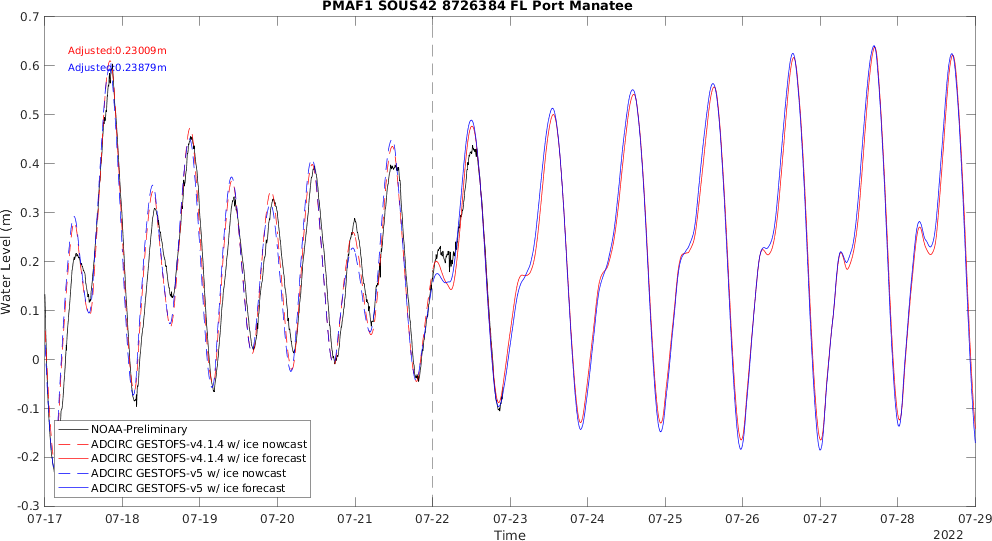 PMAF1 SOUS42 8726384 FL Port Manatee
0.7
0.6
0.5
0.4
0.3
0.2
0.1
0
-0.1
-0.2
-0.3
Water Level (m)
Adjusted:0.23009m
Adjusted:0.23879m
NOAA-Preliminary
ADCIRC GESTOFS-v4.1.4 w/ ice nowcast
ADCIRC GESTOFS-v4.1.4 w/ ice forecast
ADCIRC GESTOFS-v5 w/ ice nowcast
ADCIRC GESTOFS-v5 w/ ice forecast
07-17 07-18 07-19 07-20 07-21 07-22 07-23 07-24 07-25 07-26 07-27 07-28 07-29
Time
2022